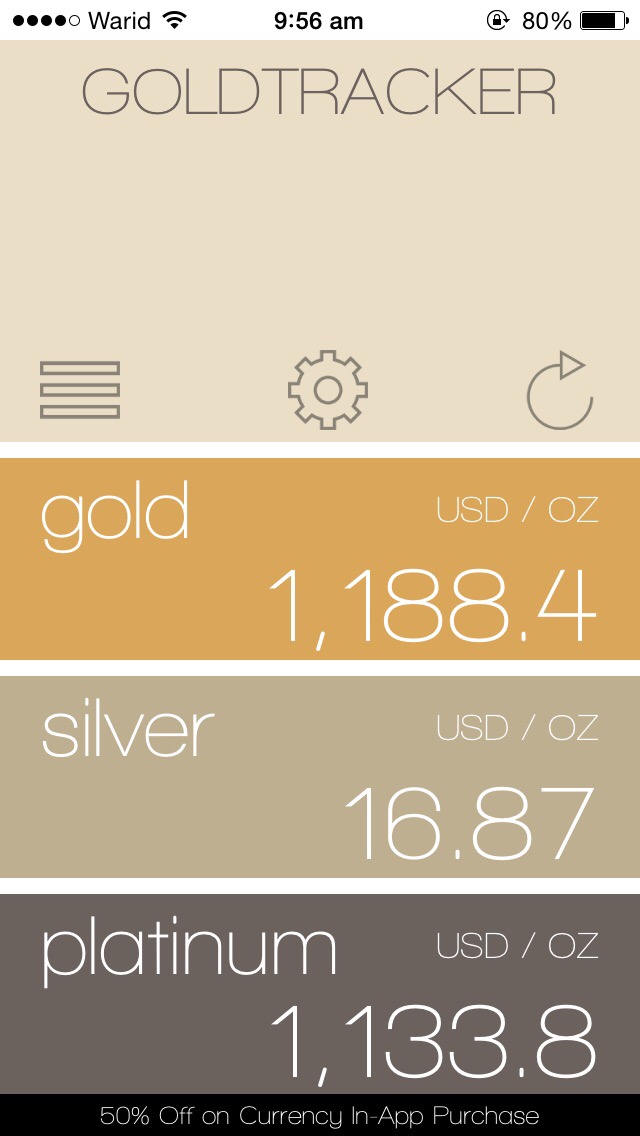 Warid 9:56 am 80%
GOLDTRACKER
gold USD / OZ
1,188.4
silver USD / OZ
16.87
platinum USD / OZ
1,133.8
50% Off on Currency In-App Purchase